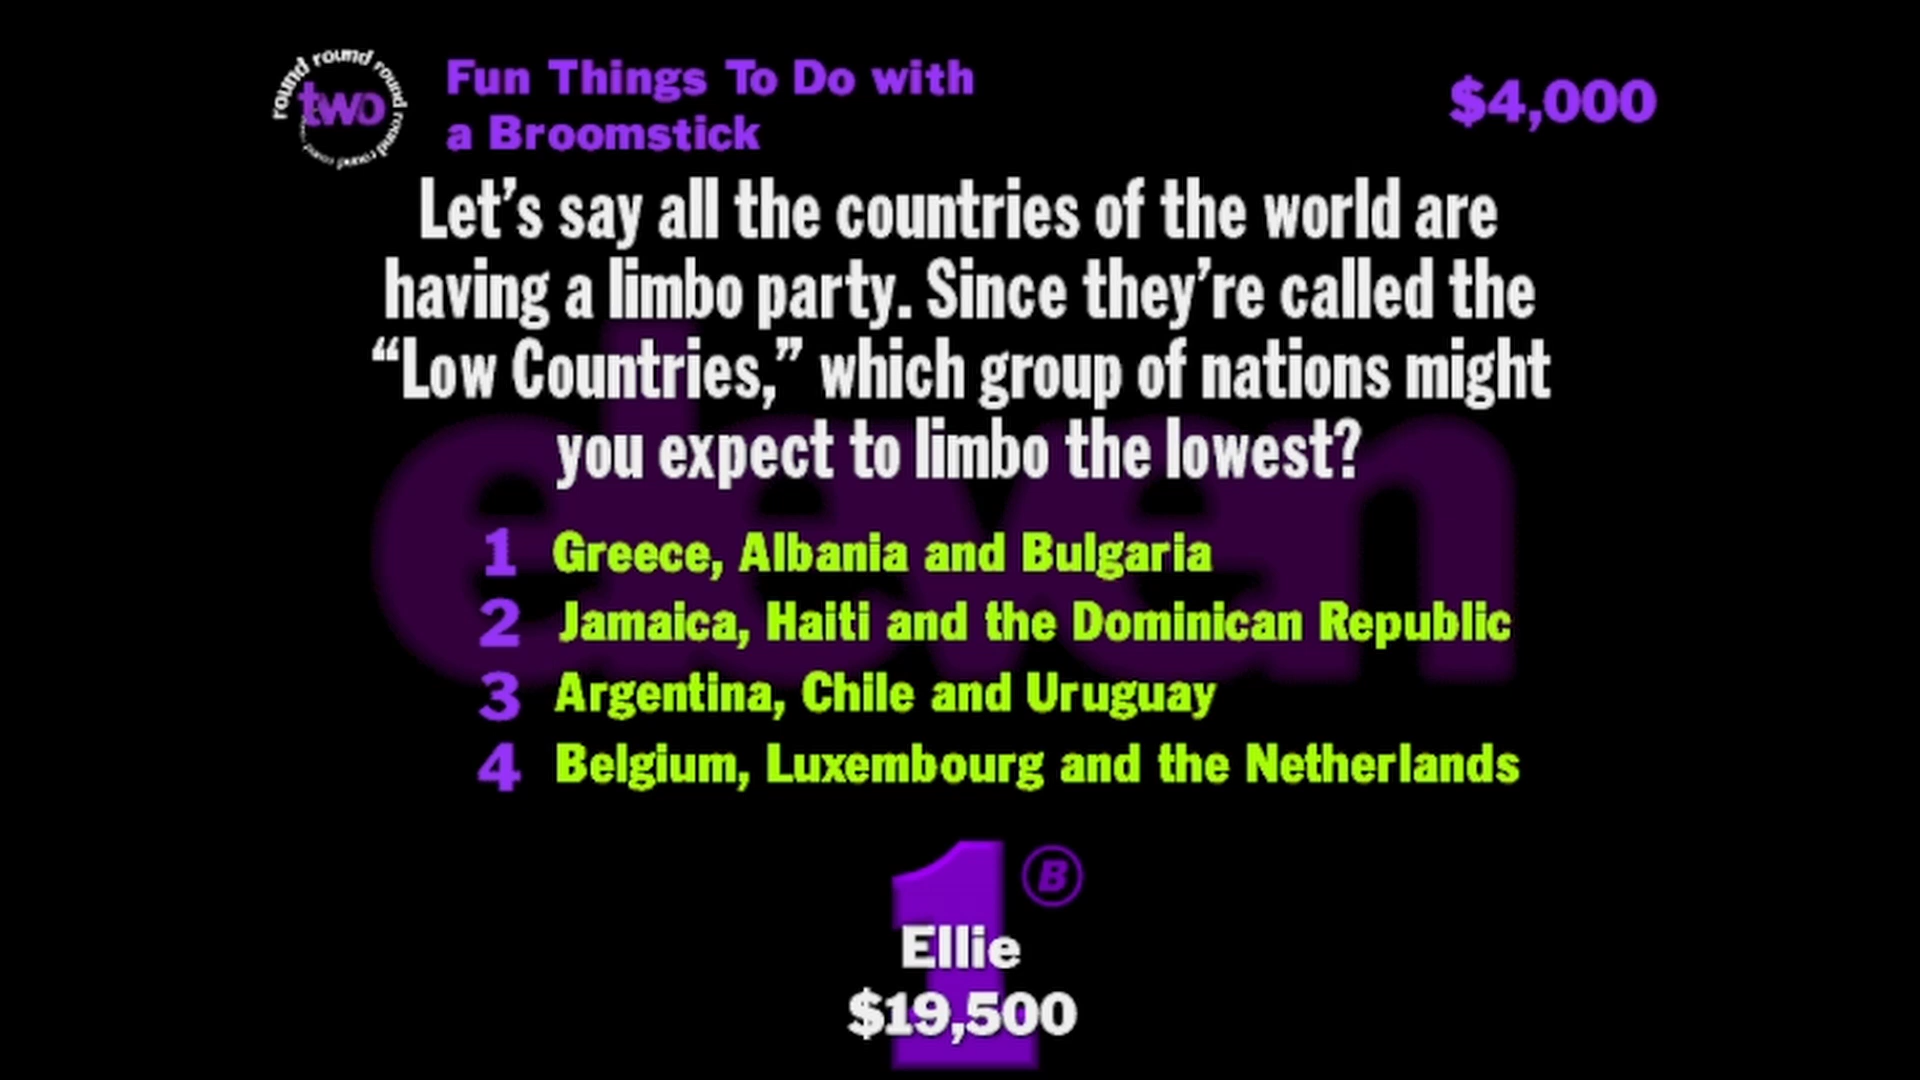 round round round round round
two
Fun Things To Do with
a Broomstick
$4,000
Let’s say all the countries of the world are
having a limbo party. Since they’re called the
“Low Countries,” which group of nations might
you expect to limbo the lowest?
eleven
1 Greece, Albania and Bulgaria
2 Jamaica, Haiti and the Dominican Republic
3 Argentina, Chile and Uruguay
4 Belgium, Luxembourg and the Netherlands
1 B
Ellie
$19,500